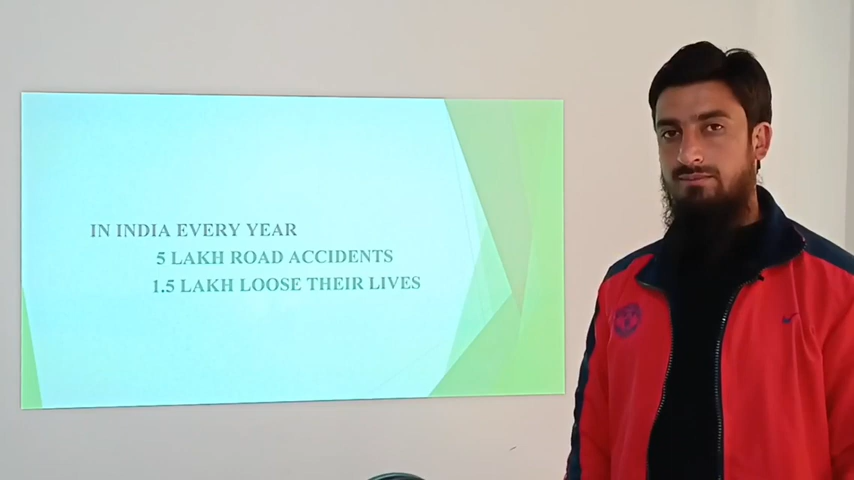 IN INDIA EVERY YEAR
5 LAKH ROAD ACCIDENTS
1.5 LAKH LOOSE THEIR LIVES